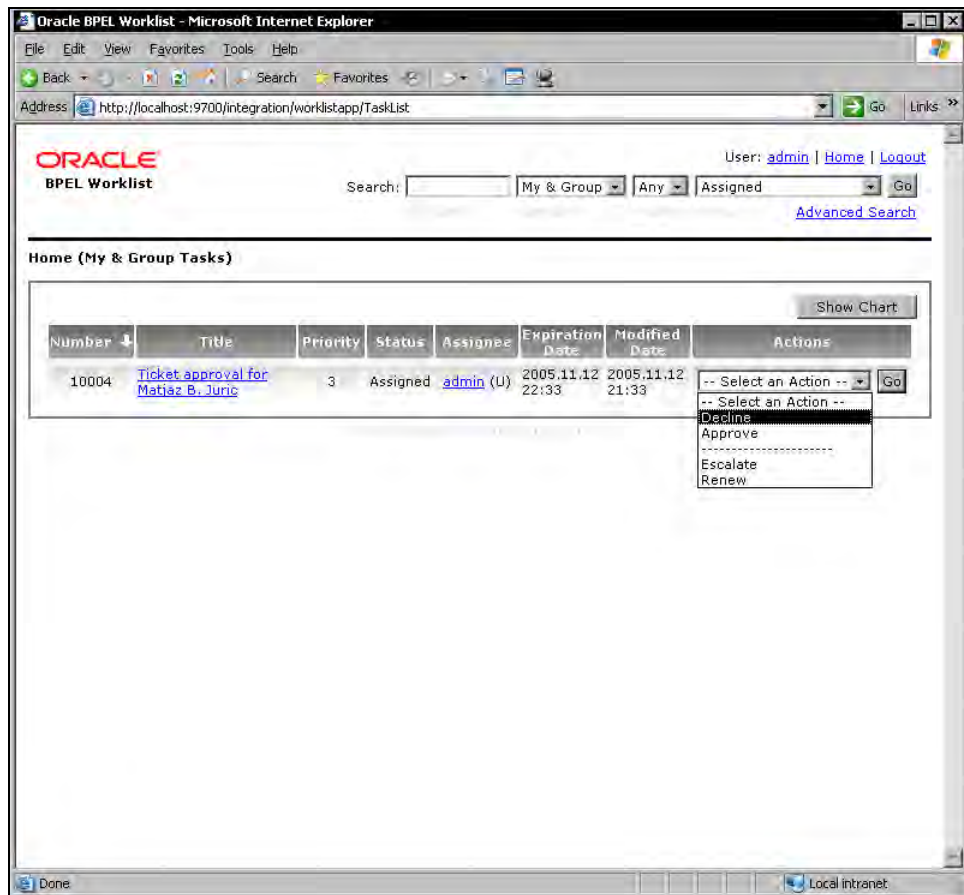 Oracle BPEL Worklist - Microsoft Internet Explorer
File Edit View Favorites Tools Help
Back Search Favorites
Address http://localhost:9700/integration/worklistapp/TaskList Go Links »
ORACLE
BPEL Worklist
User: admin | Home | Logout
Search: My & Group Any Assigned Go
Advanced Search
Home (My & Group Tasks)
Show Chart
Number Title Priority Status Assignee Expiration Date Modified Date Actions
10004 Ticket approval for Matjaz B. Juric 3 Assigned admin (U) 2005.11.12 22:33 2005.11.12 21:33 -- Select an Action -- Go
-- Select an Action --
Decline
Approve
----------------------
Escalate
Renew
Done Local intranet